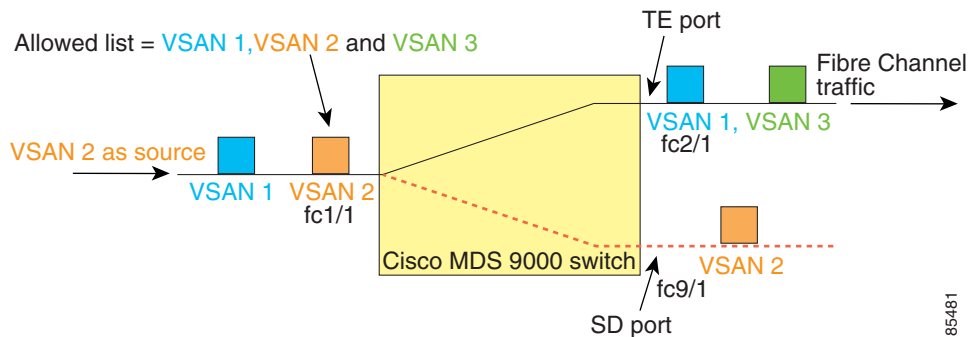 TE port
Allowed list = VSAN 1,VSAN 2 and VSAN 3
Fibre Channel
traffic
VSAN 2 as source
VSAN 1
VSAN 2
fc1/1
VSAN 1, VSAN 3
fc2/1
Cisco MDS 9000 switch
VSAN 2
fc9/1
SD port
85481